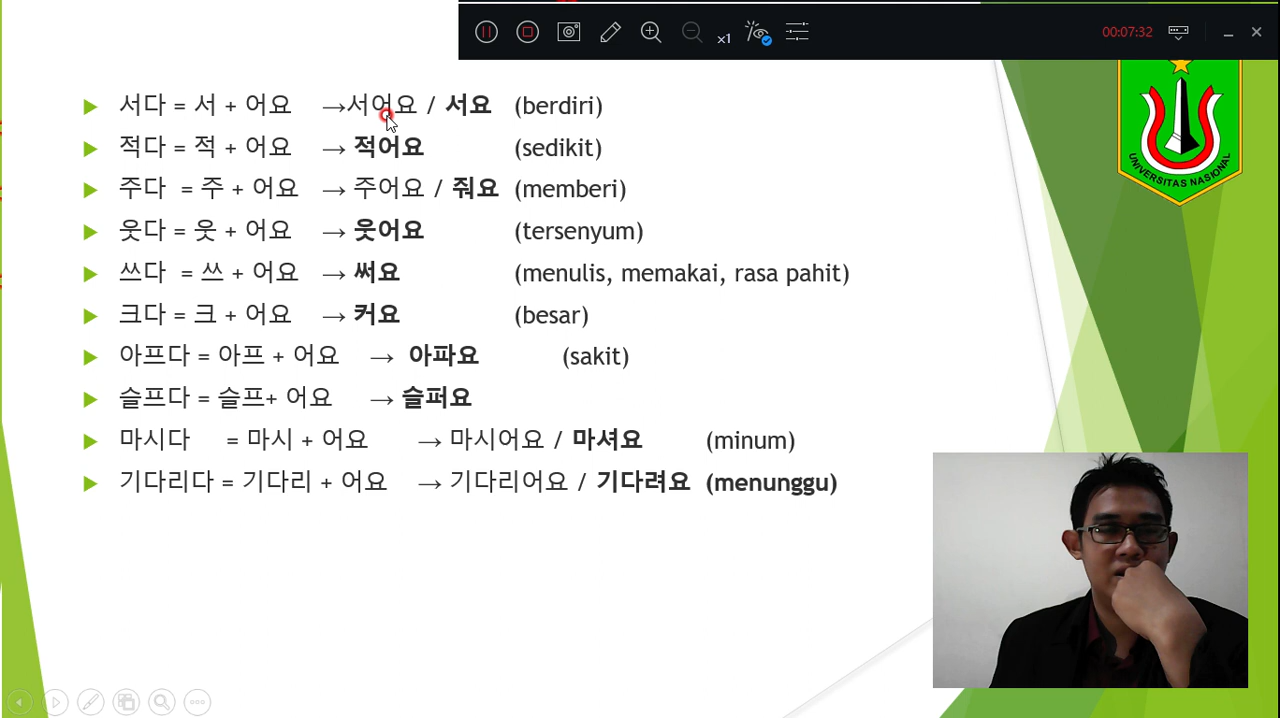 x1
00:07:32
서다 = 서 + 어요 →서어요 / 서요 (berdiri)
적다 = 적 + 어요 → 적어요 (sedikit)
주다 = 주 + 어요 → 주어요 / 줘요 (memberi)
웃다 = 웃 + 어요 → 웃어요 (tersenyum)
쓰다 = 쓰 + 어요 → 써요 (menulis, memakai, rasa pahit)
크다 = 크 + 어요 → 커요 (besar)
아프다 = 아프 + 어요 → 아파요 (sakit)
슬프다 = 슬프+ 어요 → 슬퍼요
마시다 = 마시 + 어요 → 마시어요 / 마셔요 (minum)
기다리다 = 기다리 + 어요 → 기다리어요 / 기다려요 (menunggu)
UNIVERSITAS NASIONAL